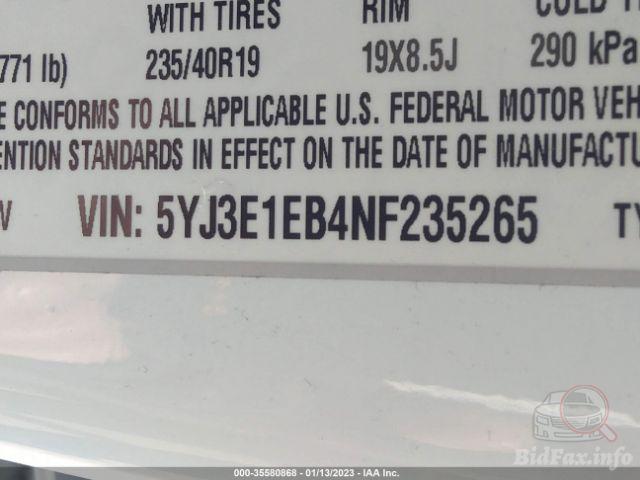 WITH TIRES RIM COLD
771 lb) 235/40R19 19X8.5J 290 kPa
CONFORMS TO ALL APPLICABLE U.S. FEDERAL MOTOR VEH
ENTION STANDARDS IN EFFECT ON THE DATE OF MANUFACTU
V VIN: 5YJ3E1EB4NF235265 TY
BidFax.info
000-35580868 - 01/13/2023 - IAA Inc.